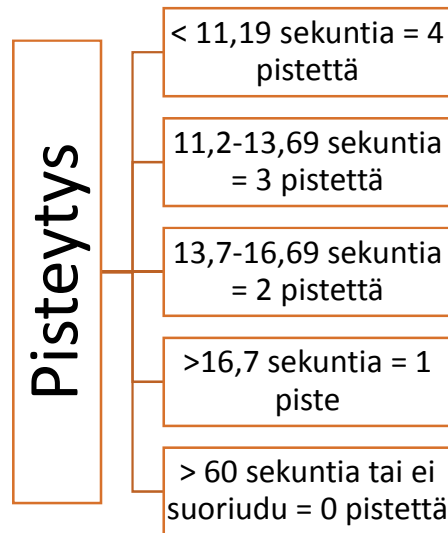 Pisteytys
< 11,19 sekuntia = 4
pistettä
11,2-13,69 sekuntia
= 3 pistettä
13,7-16,69 sekuntia
= 2 pistettä
>16,7 sekuntia = 1
piste
> 60 sekuntia tai ei
suoriudu = 0 pistettä